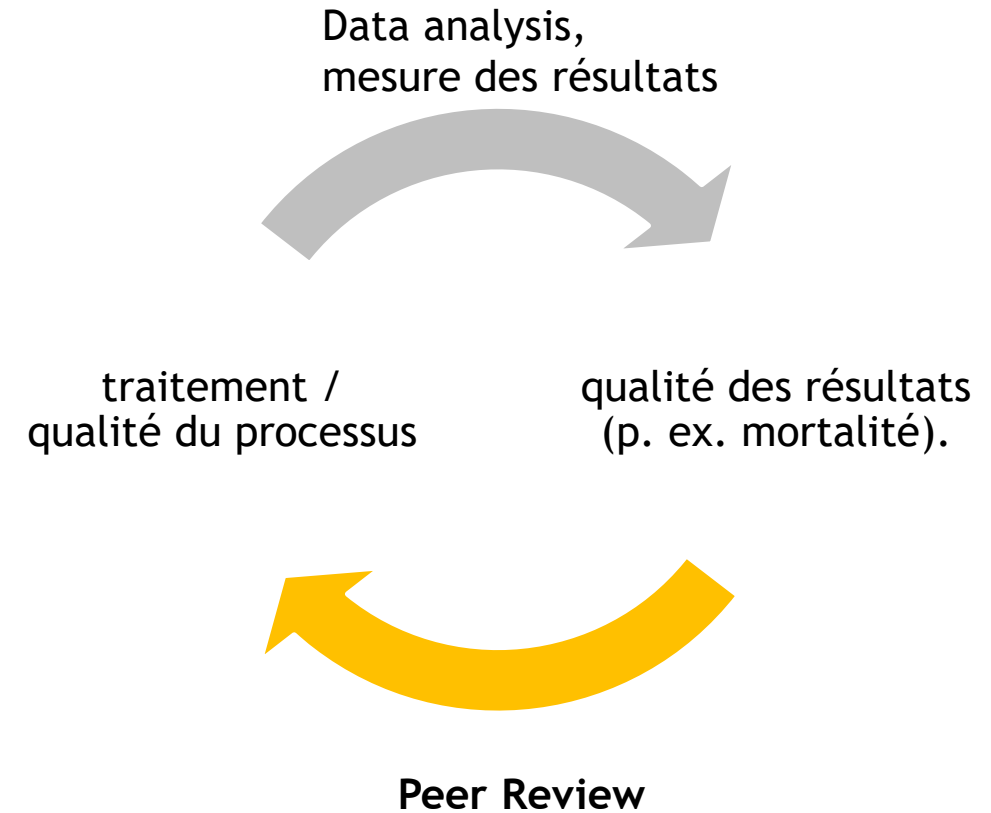 Data analysis,
mesure des résultats
traitement /
qualité du processus
qualité des résultats
(p. ex. mortalité).
Peer Review